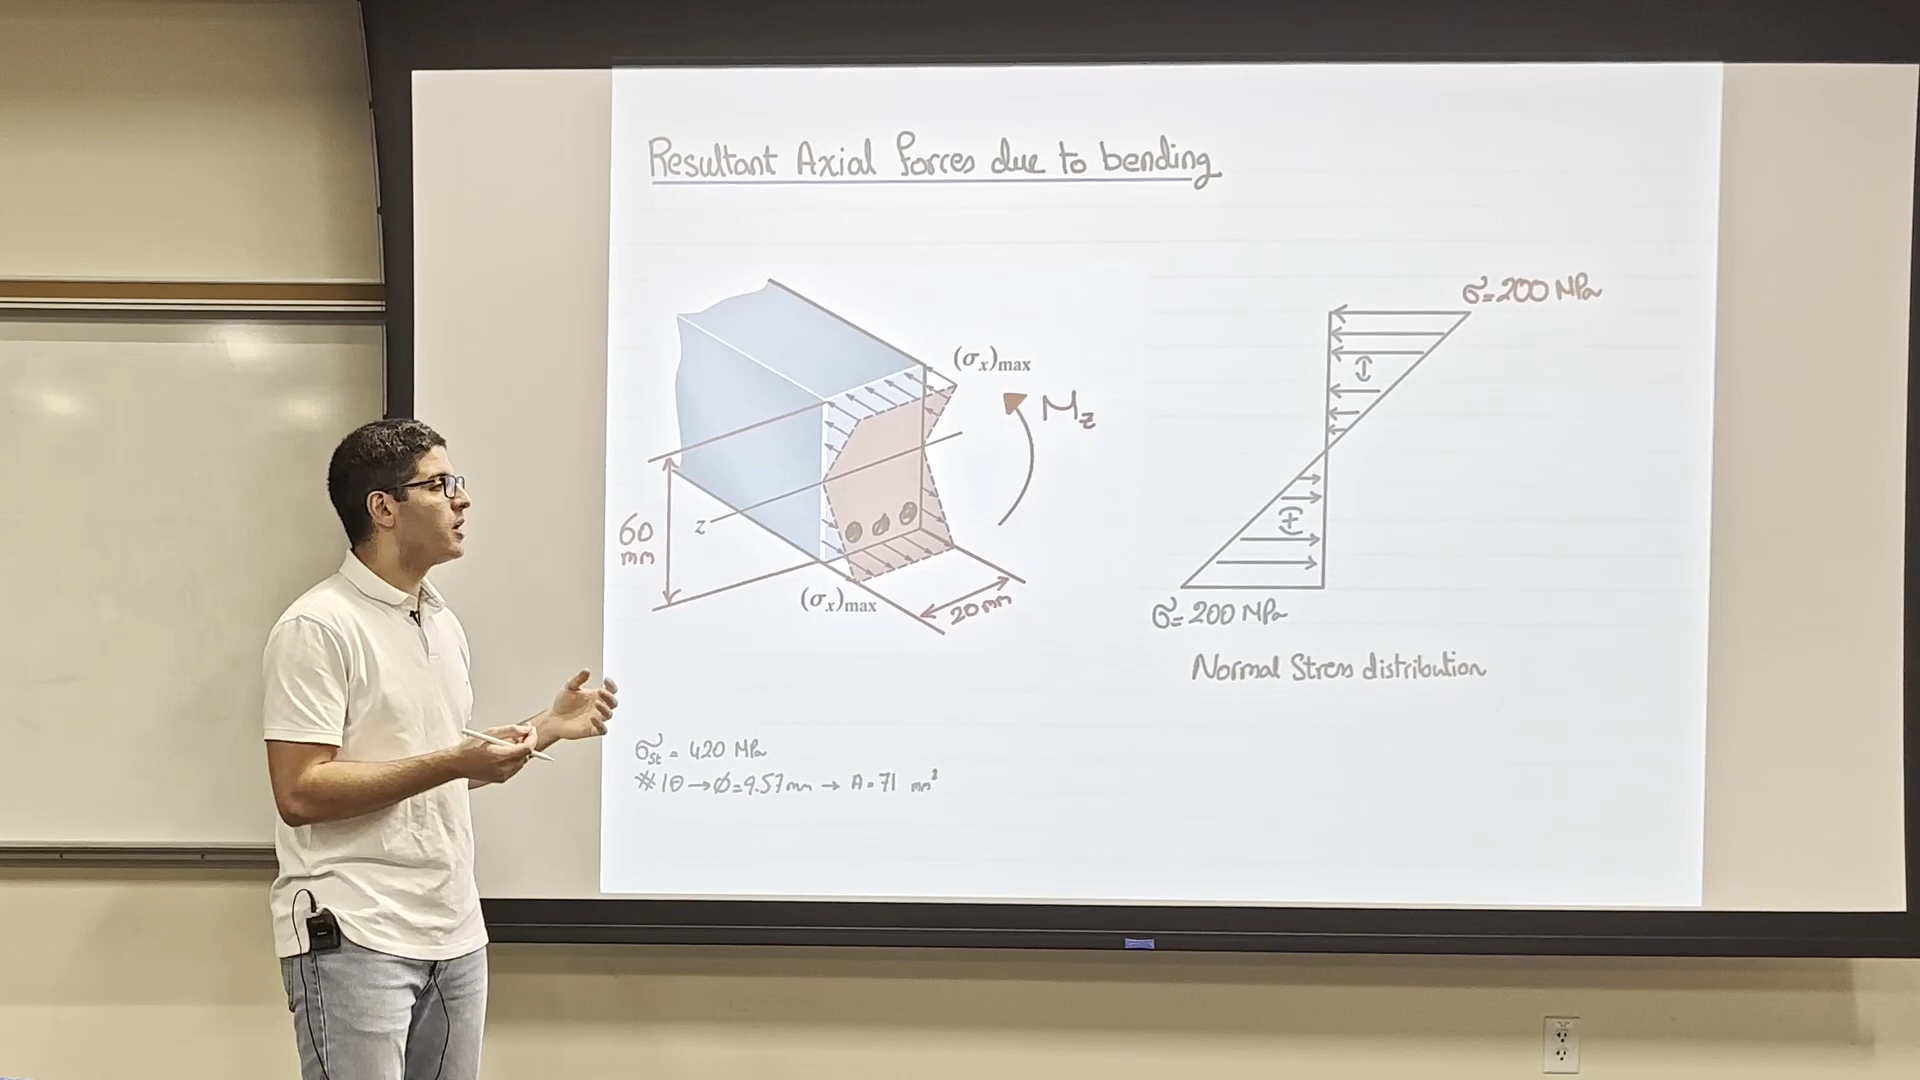 Resultant Axial forces due to bending
(σₓ)max
Mz
60
mm
z
(σₓ)max
20mm
σ=200 MPa
(-)
(+)
σ=200 MPa
Normal Stress distribution
σst = 420 MPa
#10 → ϕ=9.57mm → A=71 mm²